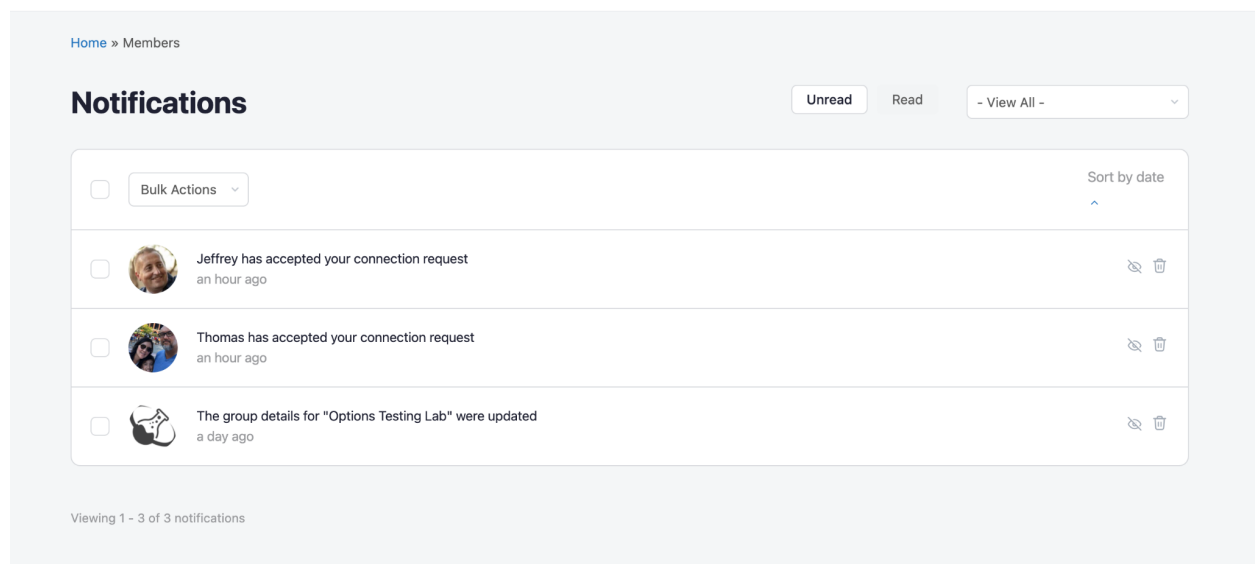 Home » Members
Notifications
Unread
Read
- View All -
Bulk Actions
Sort by date
Jeffrey has accepted your connection request
an hour ago
Thomas has accepted your connection request
an hour ago
The group details for "Options Testing Lab" were updated
a day ago
Viewing 1 - 3 of 3 notifications